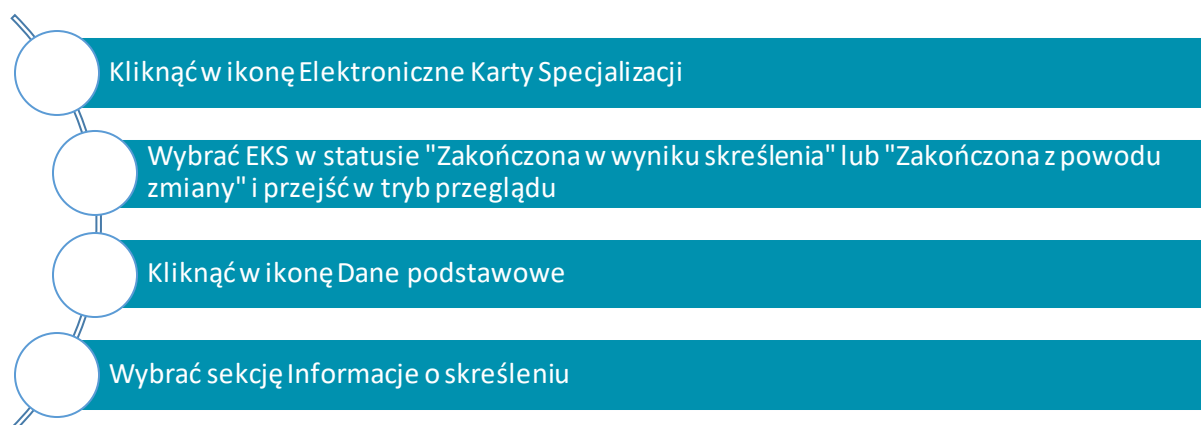 Kliknąć w ikonę Elektroniczne Karty Specjalizacji
Wybrać EKS w statusie "Zakończona w wyniku skreślenia" lub "Zakończona z powodu
zmiany" i przejść w tryb przeglądu
Kliknąć w ikonę Dane podstawowe
Wybrać sekcję Informacje o skreśleniu